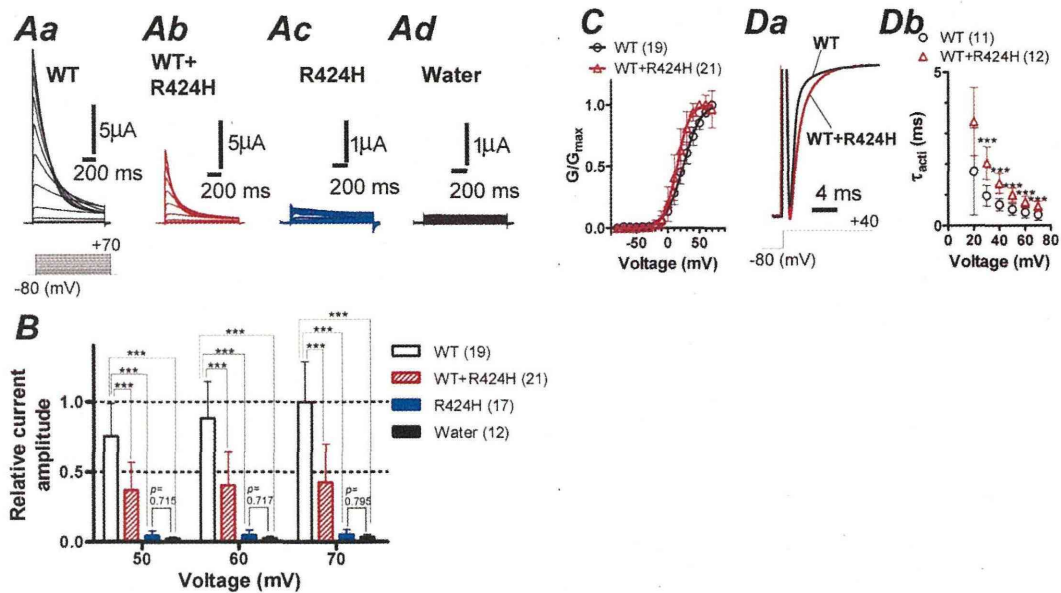 Aa
WT
5μA
200 ms
+70
-80 (mV)
Ab
WT+
R424H
5μA
200 ms
Ac
R424H
1μA
200 ms
Ad
Water
1μA
200 ms
B
Relative current
amplitude
1.0
0.5
0.0
***
***
***
p=
0.715
***
***
***
p=
0.717
***
***
***
p=
0.795
50
60
70
Voltage (mV)
WT (19)
WT+R424H (21)
R424H (17)
Water (12)
C
WT (19)
WT+R424H (21)
G/Gmax
1.0
0.5
0.0
0
50
Voltage (mV)
Da
WT
WT+R424H
4 ms
+40
-80 (mV)
Db
WT (11)
WT+R424H (12)
τacti (ms)
5
0
***
***
***
***
***
20
40
60
80
Voltage (mV)